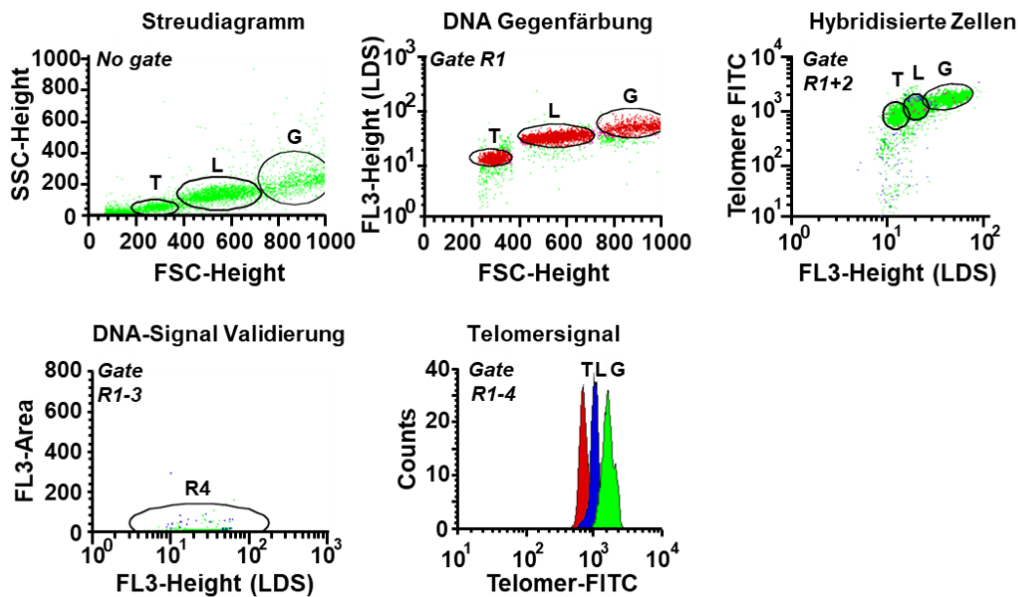 Streudiagramm
DNA Gegenfärbung
Hybridisierte Zellen
SSC-Height
1000
800
600
400
200
0
No gate
T
L
G
0 200 400 600 800 1000
FSC-Height
FL3-Height (LDS)
10³
10²
10¹
10⁰
Gate R1
T
L
G
0 200 400 600 800 1000
FSC-Height
Telomere FITC
10⁴
10³
10²
10¹
Gate
R1+2
T L G
10⁰ 10¹ 10²
FL3-Height (LDS)
DNA-Signal Validierung
Telomersignal
FL3-Area
800
600
400
200
0
Gate
R1-3
R4
10⁰ 10¹ 10² 10³
FL3-Height (LDS)
Counts
40
20
10
0
Gate
R1-4
T L G
10¹ 10² 10³ 10⁴
Telomer-FITC